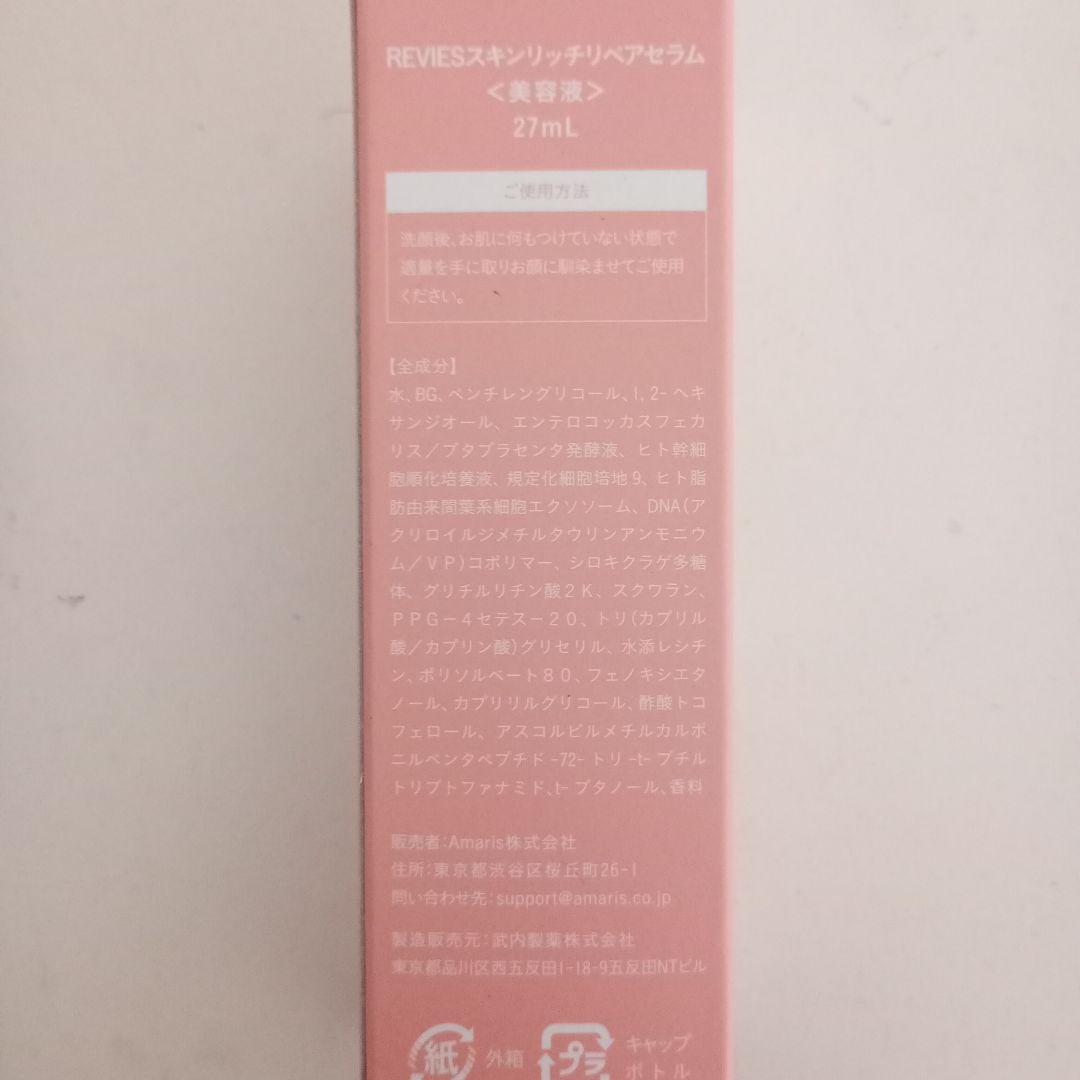 REVIESスキンリッチリペアセラム
＜美容液＞
27mL
ご使用方法
洗顔後、お肌に何もつけていない状態で
適量を手に取りお顔に馴染ませてご使用
ください。
【全成分】
水、BG、ペンチレングリコール、1,2-ヘキ
サンジオール、エンテロコッカスフェカ
リス／ブタプラセンタ発酵液、ヒト幹細
胞順化培養液、規定化細胞培地9、ヒト脂
肪由来間葉系細胞エクソソーム、DNA(ア
クリロイルジメチルタウリンアンモニウ
ム／ＶＰ)コポリマー、シロキクラゲ多糖
体、グリチルリチン酸２Ｋ、スクワラン、
ＰＰＧ－４セテス－２０、トリ(カプリル
酸／カプリン酸)グリセリル、水添レシチ
ン、ポリソルベート８０、フェノキシエタ
ノール、カプリリルグリコール、酢酸トコ
フェロール、アスコルビルメチルカルボ
ニルペンタペプチド-72-トリ-t-ブチル
トリプトファナミド、t-ブタノール、香料
販売者：Amaris株式会社
住所：東京都渋谷区桜丘町26-1
問い合わせ先：support@amaris.co.jp
製造販売元：武内製薬株式会社
東京都品川区西五反田1-18-9五反田NTビル
紙 外箱 プラ キャップ
ボトル